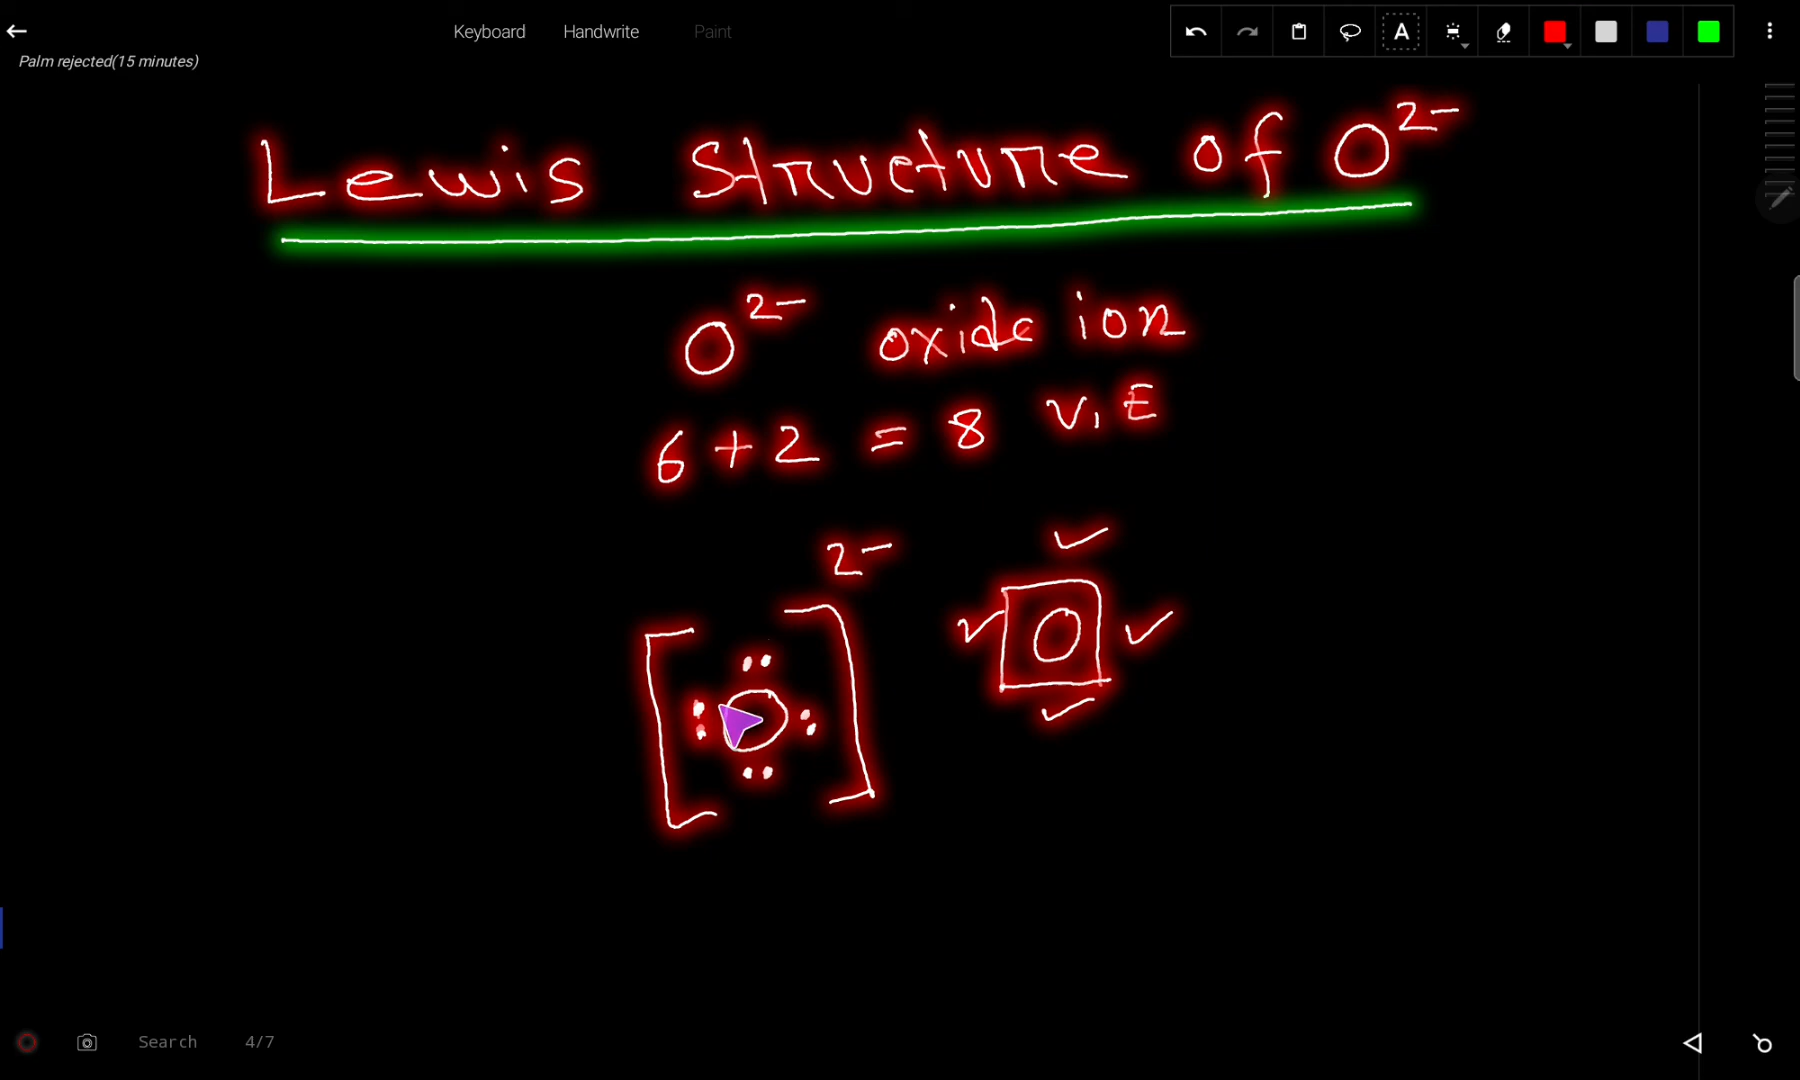 Keyboard Handwrite Paint
A
Palm rejected(15 minutes)
Lewis Structure of O²⁻
O²⁻ oxide ion
6 + 2 = 8 V.E
2-
[:O:]
O
Search 4/7